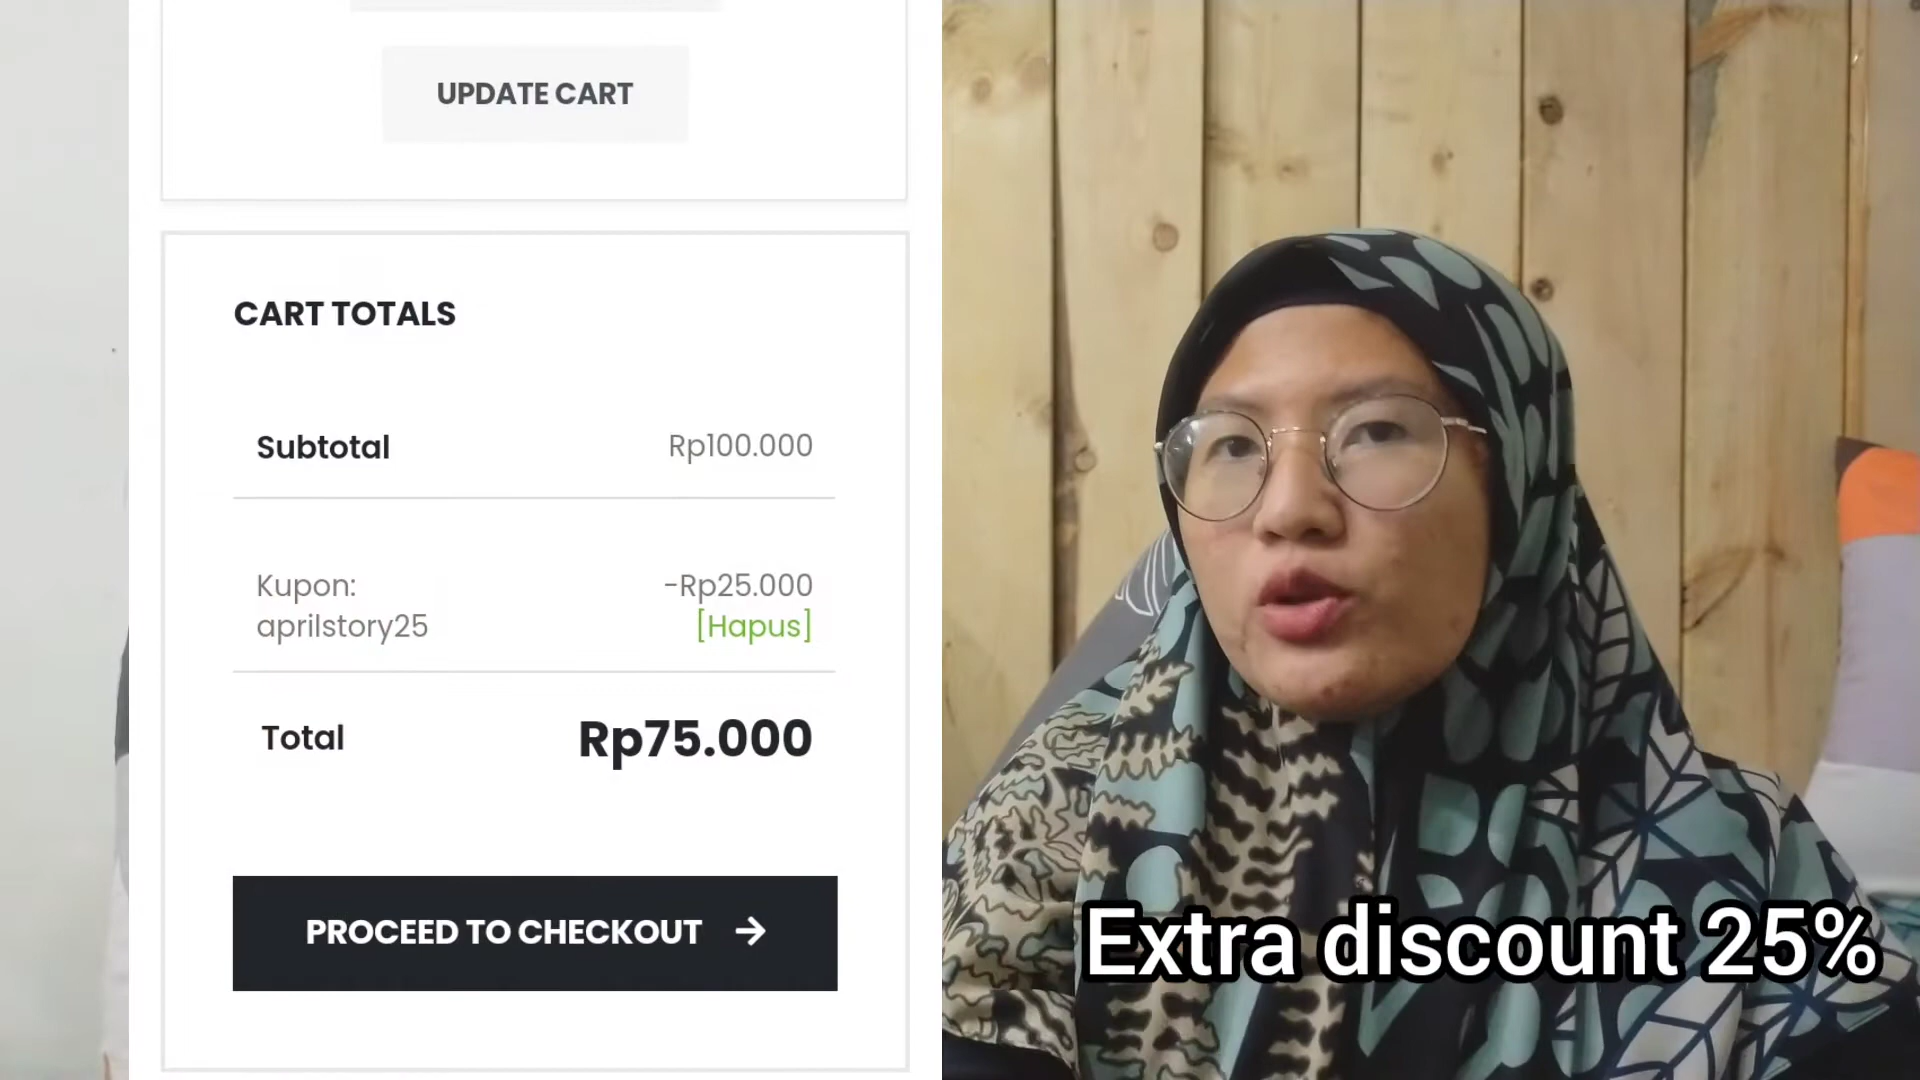 UPDATE CART
CART TOTALS
Subtotal Rp100.000
Kupon: -Rp25.000
aprilstory25 [Hapus]
Total Rp75.000
PROCEED TO CHECKOUT →
Extra discount 25%